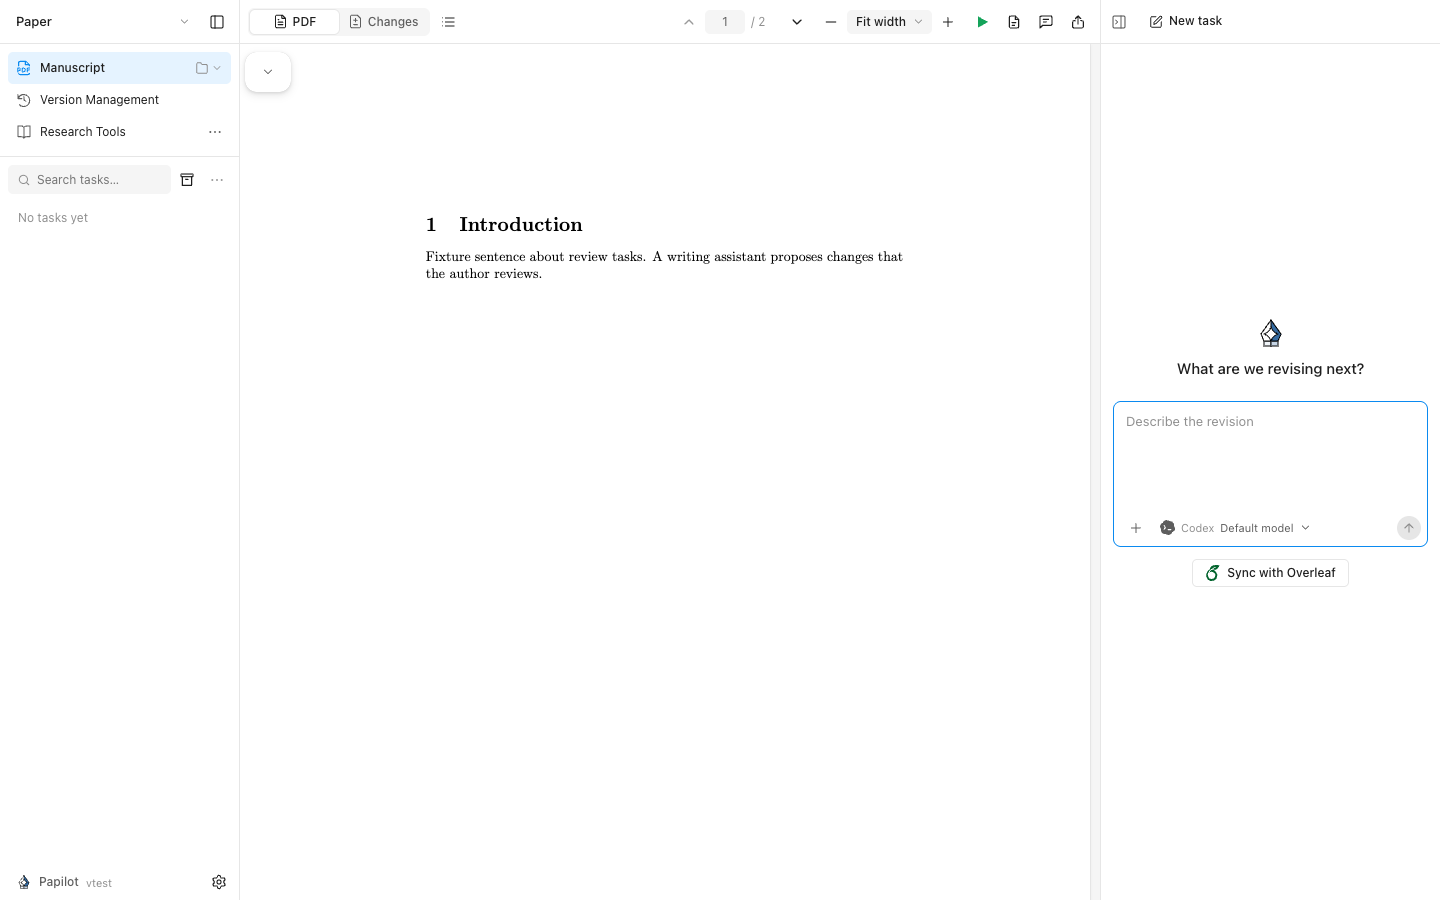 Paper
PDF
Changes
1
/ 2
Fit width
New task
Manuscript
Version Management
Research Tools
Search tasks...
No tasks yet
1 Introduction
Fixture sentence about review tasks. A writing assistant proposes changes that
the author reviews.
What are we revising next?
Describe the revision
Codex Default model
Sync with Overleaf
Papilot vtest